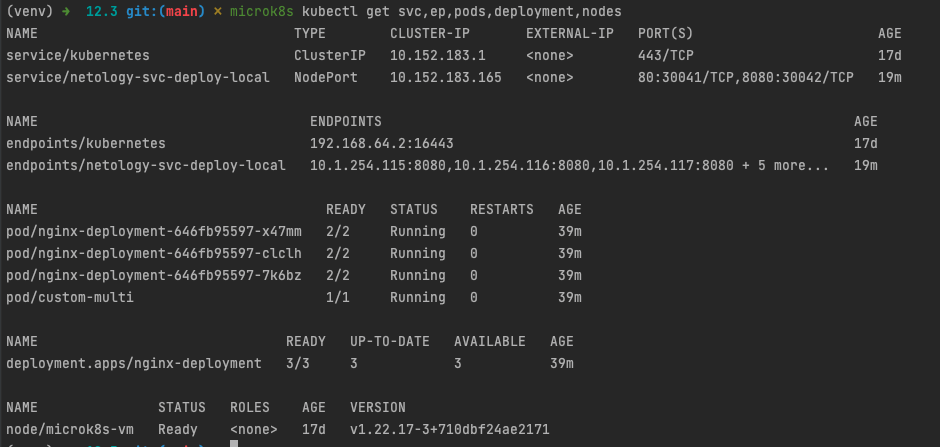 (venv) ➜  12.3 git:(main) ✗ microk8s kubectl get svc,ep,pods,deployment,nodes
NAME                                TYPE        CLUSTER-IP       EXTERNAL-IP   PORT(S)                       AGE
service/kubernetes                  ClusterIP   10.152.183.1     <none>        443/TCP                       17d
service/netology-svc-deploy-local   NodePort    10.152.183.165   <none>        80:30041/TCP,8080:30042/TCP   19m
NAME                                  ENDPOINTS                                                           AGE
endpoints/kubernetes                  192.168.64.2:16443                                                  17d
endpoints/netology-svc-deploy-local   10.1.254.115:8080,10.1.254.116:8080,10.1.254.117:8080 + 5 more...   19m
NAME                                    READY   STATUS    RESTARTS   AGE
pod/nginx-deployment-646fb95597-x47mm   2/2     Running   0          39m
pod/nginx-deployment-646fb95597-clclh   2/2     Running   0          39m
pod/nginx-deployment-646fb95597-7k6bz   2/2     Running   0          39m
pod/custom-multi                        1/1     Running   0          39m
NAME                               READY   UP-TO-DATE   AVAILABLE   AGE
deployment.apps/nginx-deployment   3/3     3            3           39m
NAME               STATUS   ROLES    AGE   VERSION
node/microk8s-vm   Ready    <none>   17d   v1.22.17-3+710dbf24ae2171